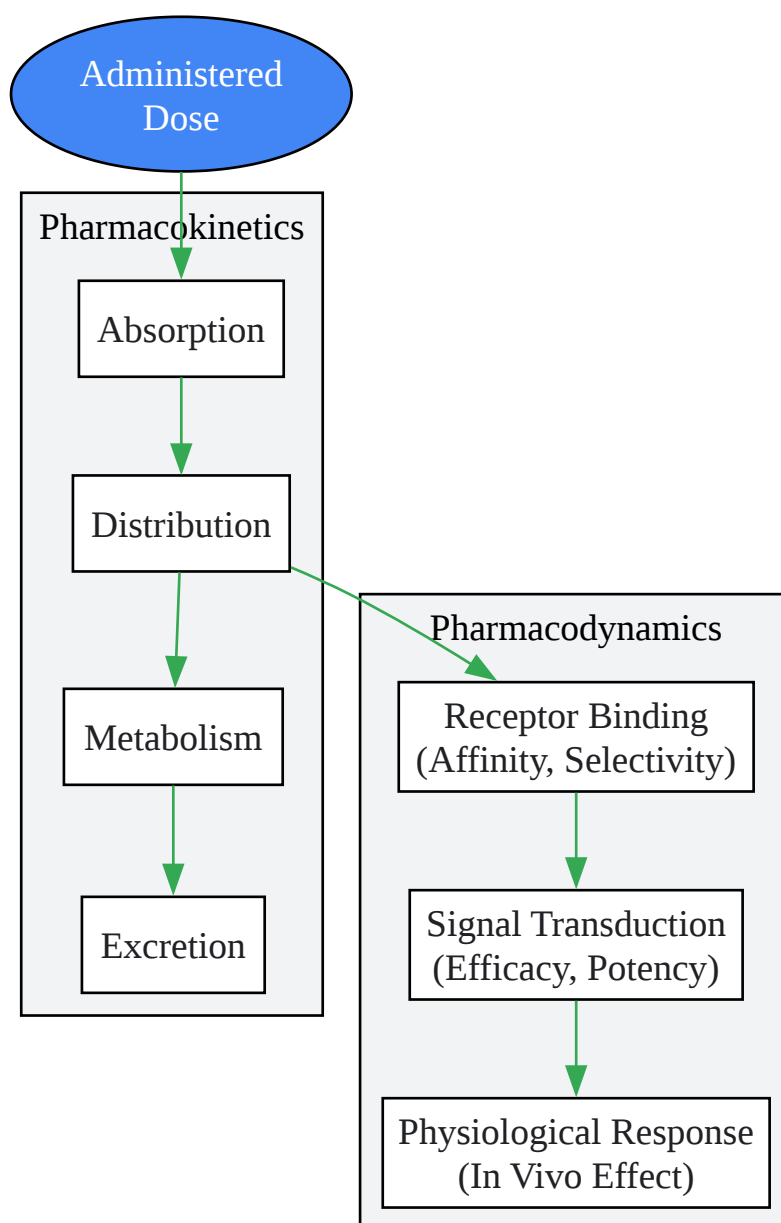 Administered
Dose
Pharmacokinetics
Absorption
Distribution
Metabolism
Excretion
Pharmacodynamics
Receptor Binding
(Affinity, Selectivity)
Signal Transduction
(Efficacy, Potency)
Physiological Response
(In Vivo Effect)